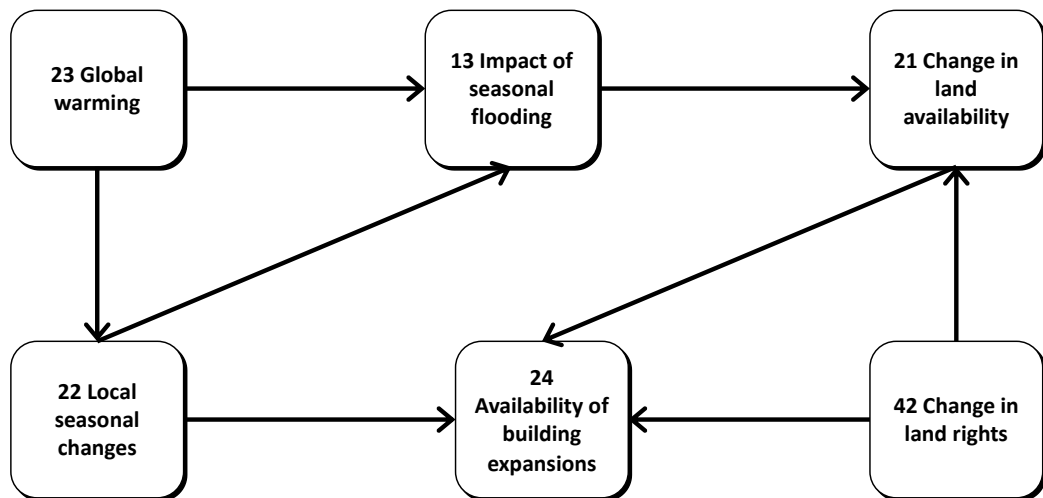 23 Global
warming
13 Impact of
seasonal
flooding
21 Change in
land
availability
22 Local
seasonal
changes
24
Availability of
building
expansions
42 Change in
land rights